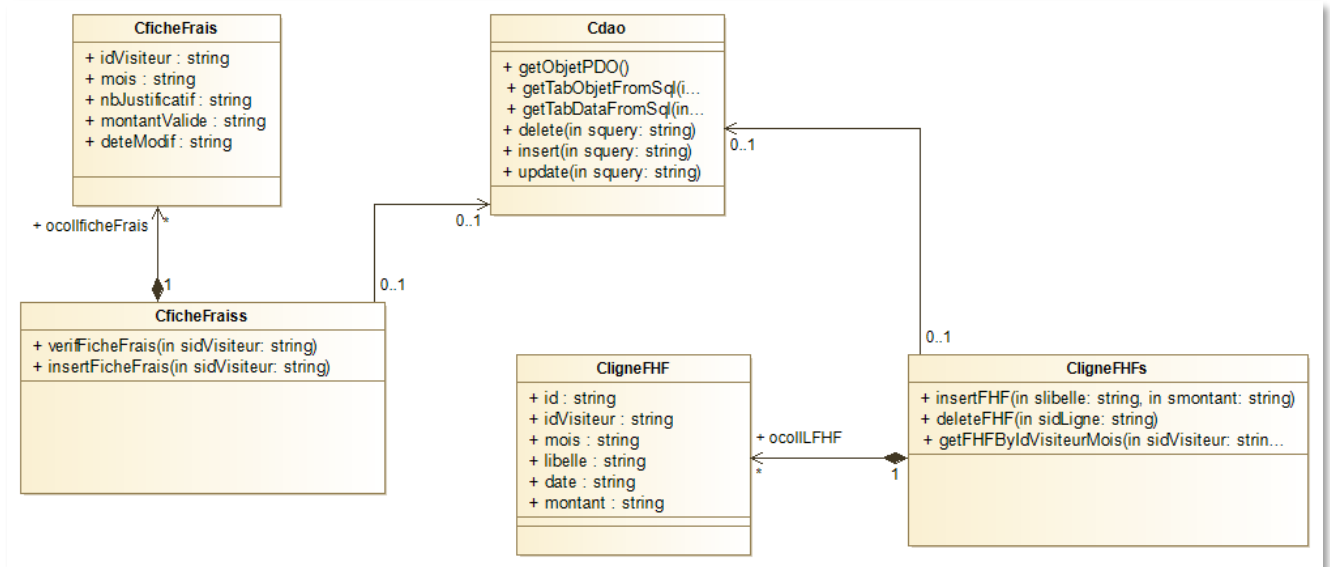 CficheFrais
+ idVisiteur : string
+ mois : string
+ nbJustificatif : string
+ montantValide : string
+ deteModif : string
Cdao
+ getObjetPDO()
+ getTabObjetFromSql(i...
+ getTabDataFromSql(in...
+ delete(in squery: string)
+ insert(in squery: string)
+ update(in squery: string)
0..1
0..1
+ ocollficheFrais
*
1
0..1
CficheFraiss
+ verifFicheFrais(in sidVisiteur: string)
+ insertFicheFrais(in sidVisiteur: string)
0..1
CligneFHF
+ id : string
+ idVisiteur : string
+ mois : string
+ libelle : string
+ date : string
+ montant : string
+ ocollLFHF
*
1
CligneFHFs
+ insertFHF(in slibelle: string, in smontant: string)
+ deleteFHF(in sidLigne: string)
+ getFHFByIdVisiteurMois(in sidVisiteur: strin...